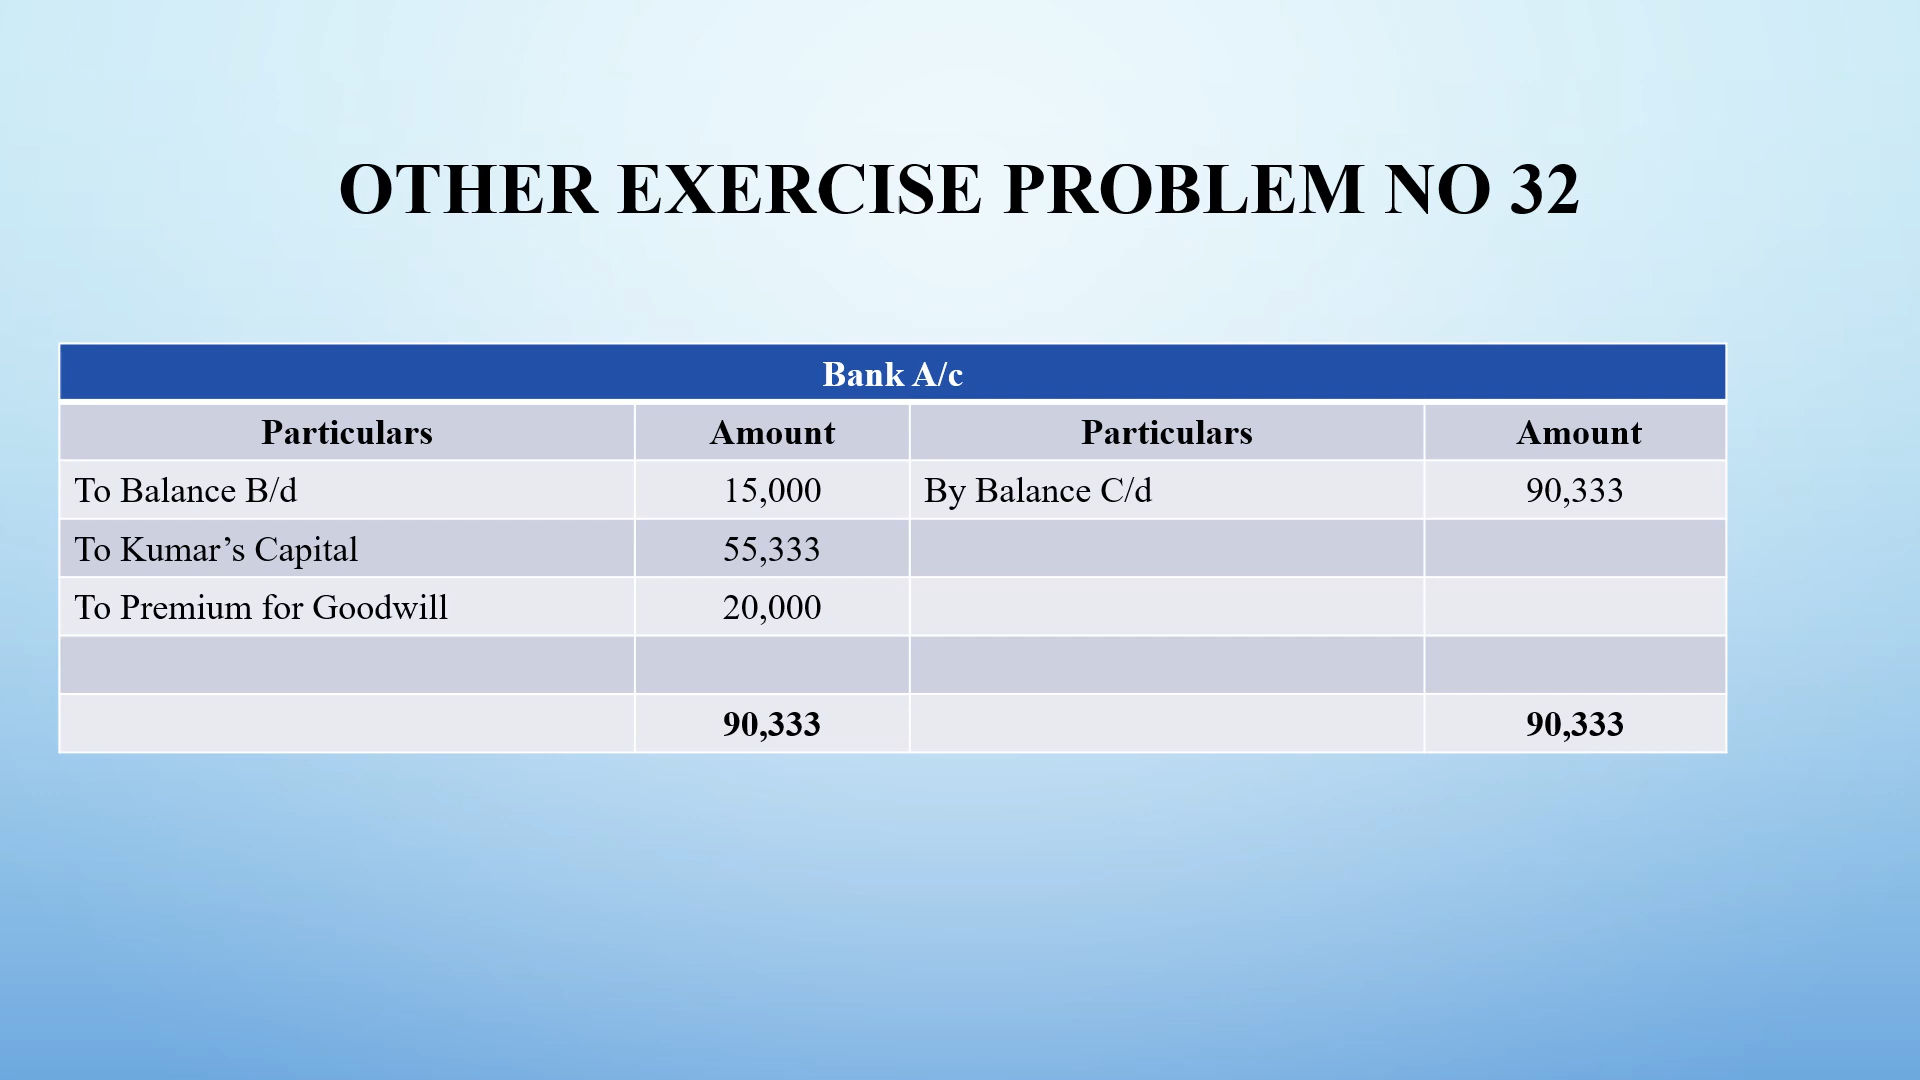 OTHER EXERCISE PROBLEM NO 32
Bank A/c
Particulars Amount Particulars Amount
To Balance B/d 15,000 By Balance C/d 90,333
To Kumar’s Capital 55,333
To Premium for Goodwill 20,000
90,333 90,333